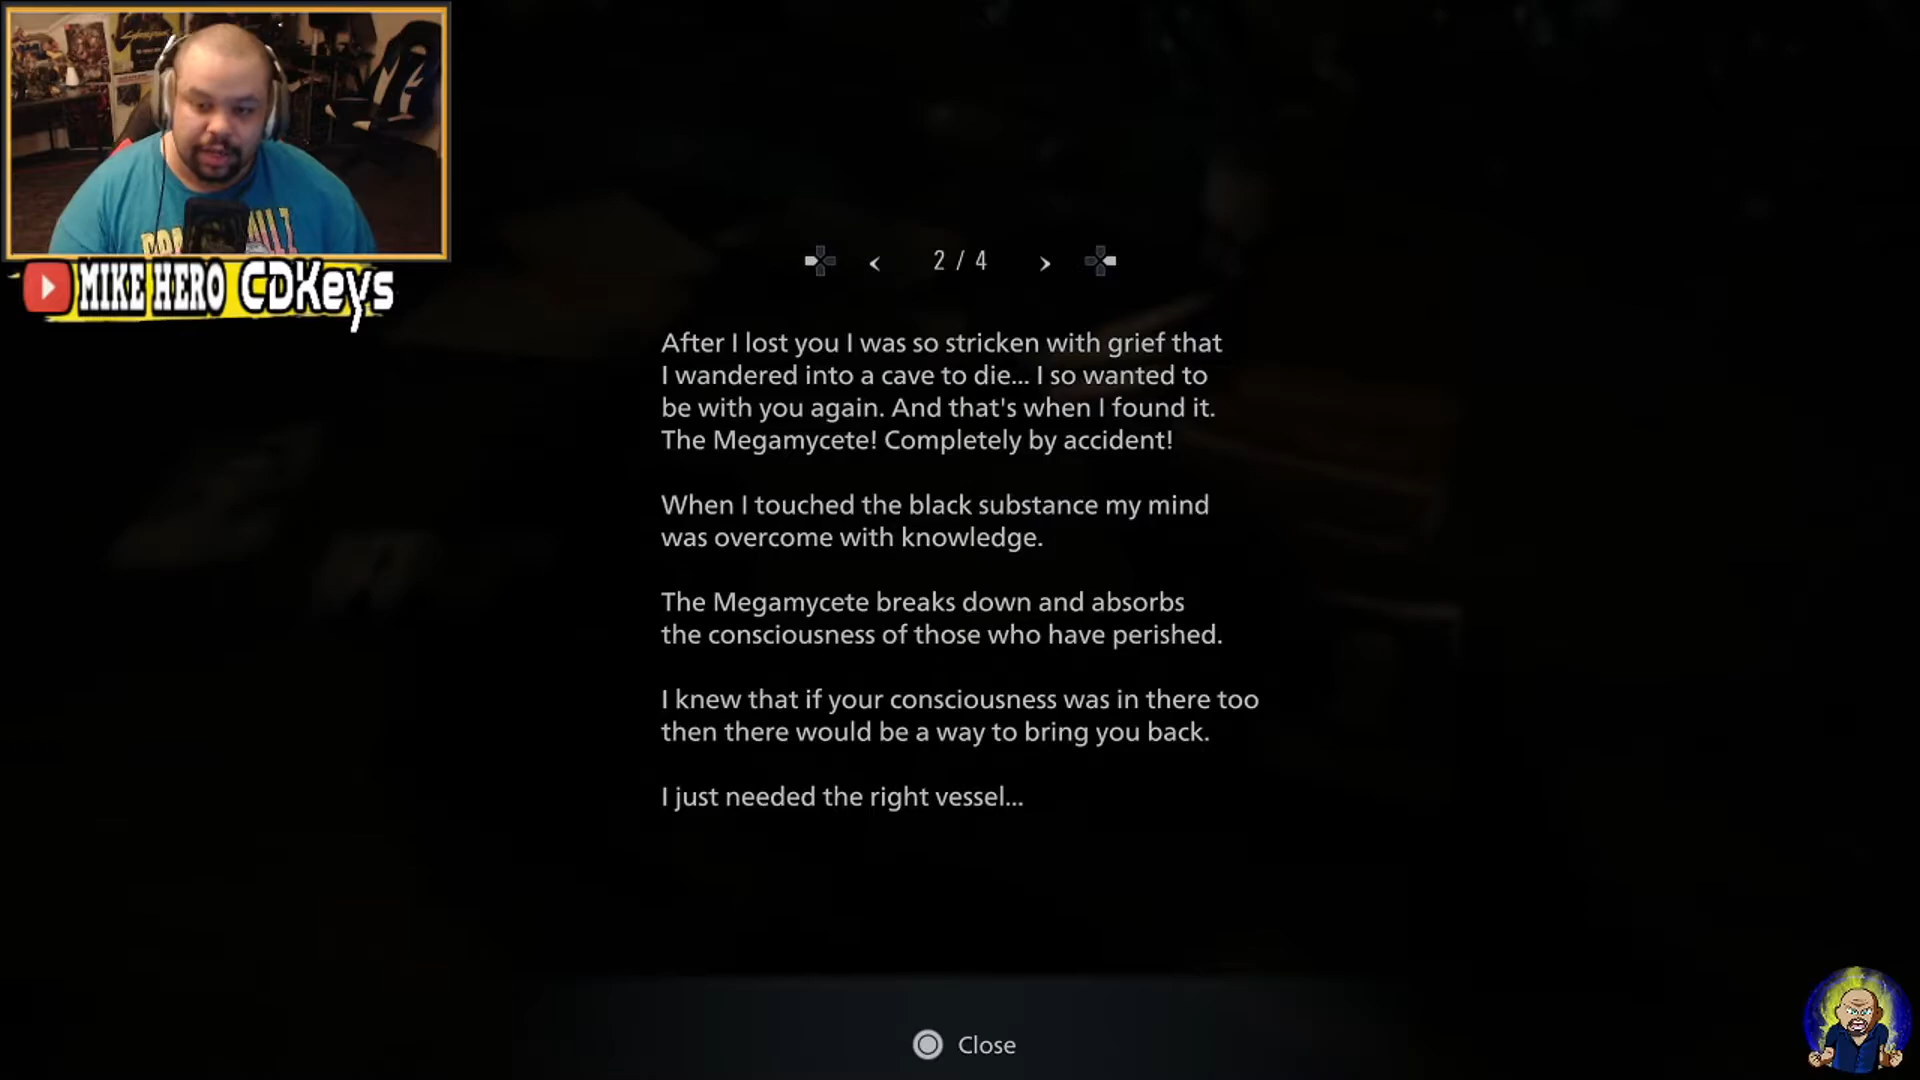 MIKE HERO CDKeys
2 / 4
After I lost you I was so stricken with grief that
I wandered into a cave to die... I so wanted to
be with you again. And that's when I found it.
The Megamycete! Completely by accident!
When I touched the black substance my mind
was overcome with knowledge.
The Megamycete breaks down and absorbs
the consciousness of those who have perished.
I knew that if your consciousness was in there too
then there would be a way to bring you back.
I just needed the right vessel...
Close